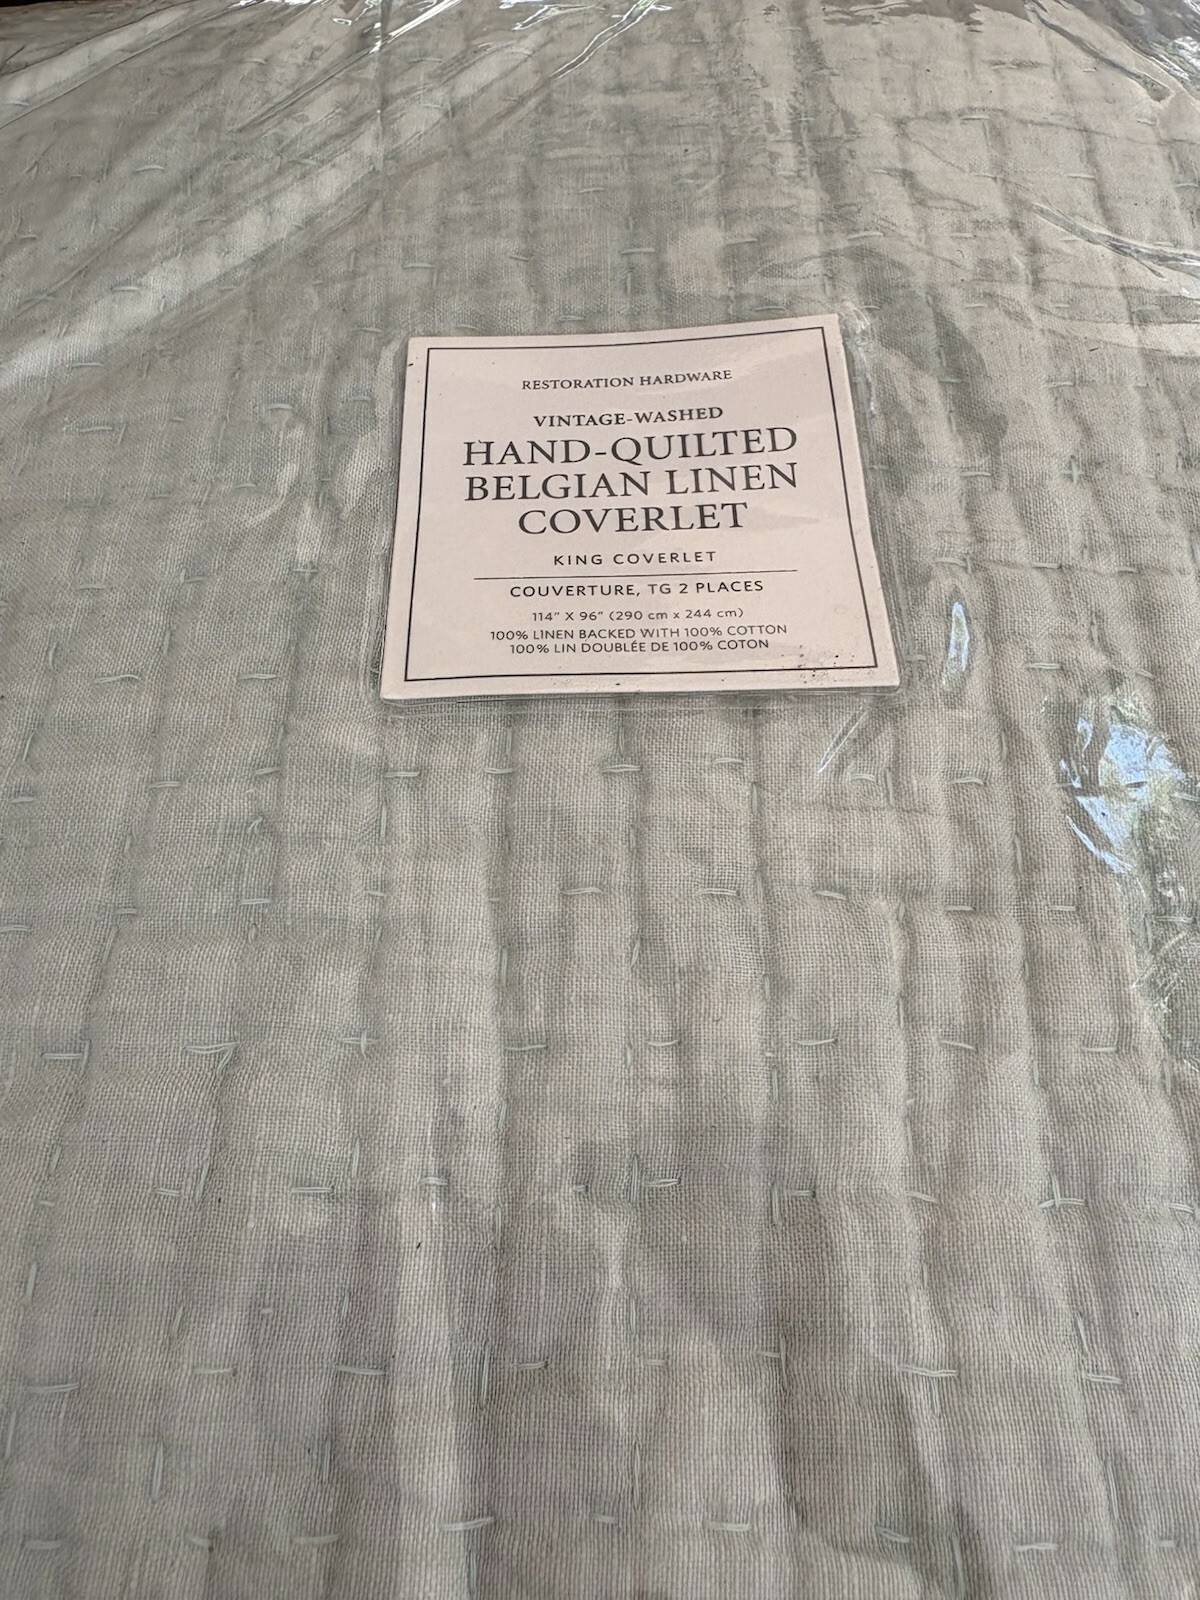 RESTORATION HARDWARE
VINTAGE-WASHED
HAND-QUILTED
BELGIAN LINEN
COVERLET
KING COVERLET
COUVERTURE, TG 2 PLACES
114" X 96" (290 cm x 244 cm)
100% LINEN BACKED WITH 100% COTTON
100% LIN DOUBLÉE DE 100% COTON